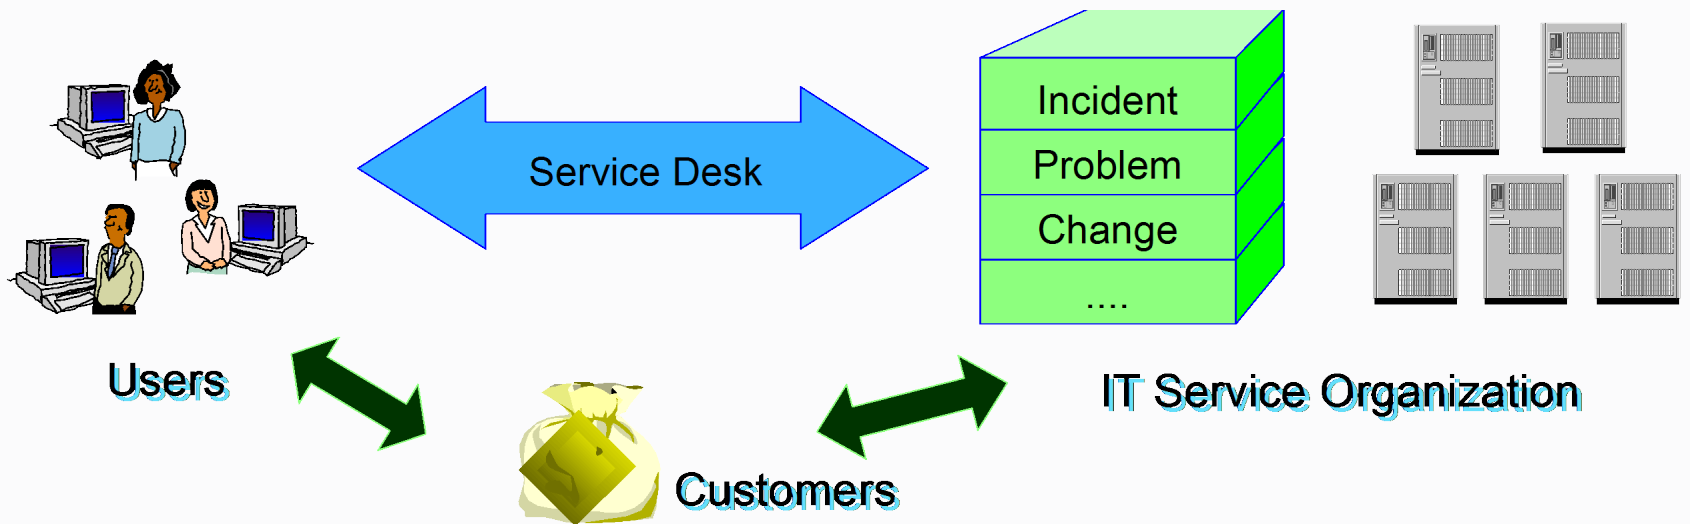 Incident
Service Desk
Problem
Change
....
Users
IT Service Organization
Customers